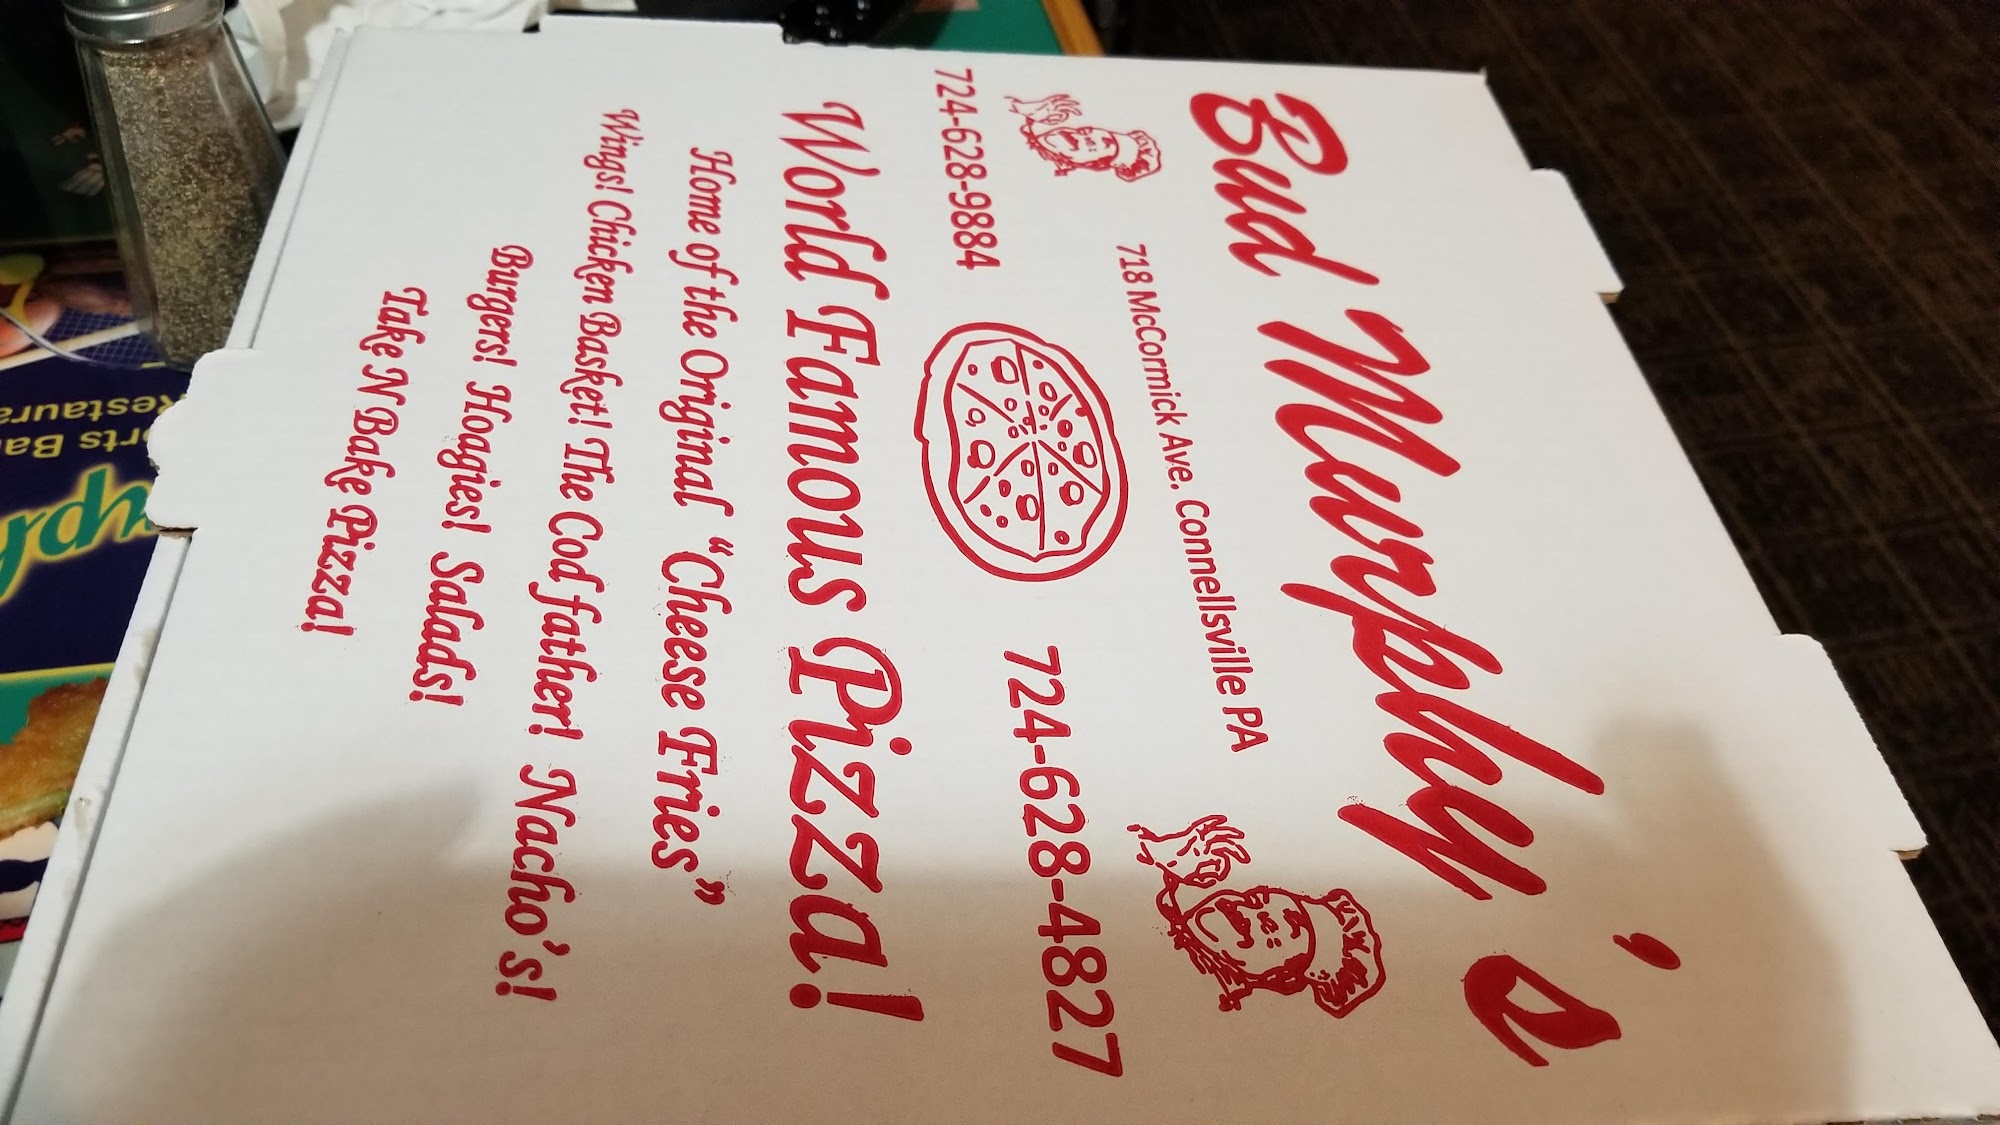 Bud Murphy's
718 McCormick Ave. Connellsville PA
724-628-9884
724-628-4827
World Famous Pizza!
Home of the Original "Cheese Fries"
Wings! Chicken Basket! The Cod father! Nacho's!
Burgers! Hoagies! Salads!
Take N Bake Pizza!